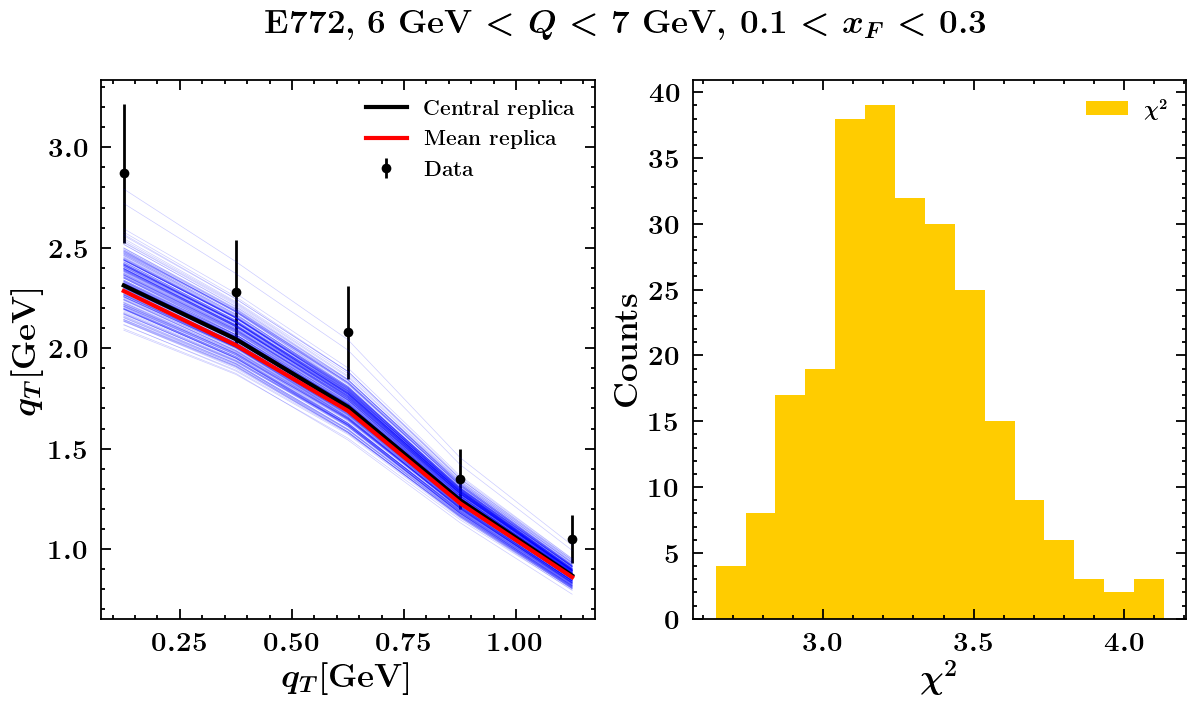 E772, 6 GeV < Q < 7 GeV, 0.1 < x_F < 0.3
q_T[GeV]
3.0
2.5
2.0
1.5
1.0
0.25 0.50 0.75 1.00
q_T[GeV]
Central replica
Mean replica
Data
Counts
40
35
30
25
20
15
10
5
0
3.0 3.5 4.0
χ²
χ²